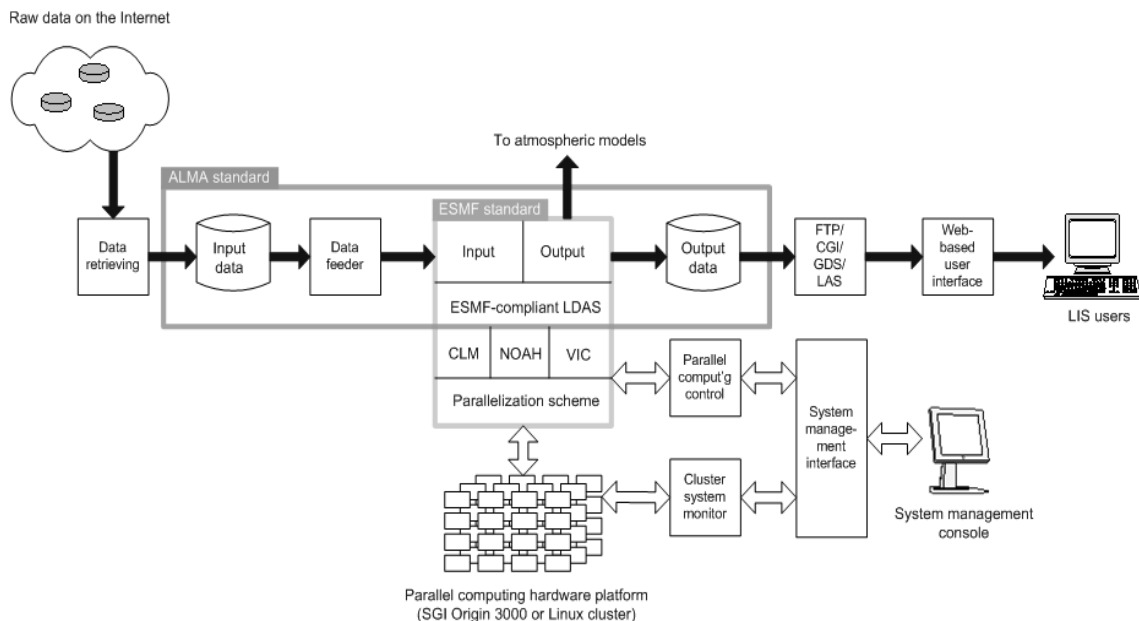 Raw data on the Internet
To atmospheric models
ALMA standard
ESMF standard
Data
retrieving
Input
data
Data
feeder
Input
Output
Output
data
FTP/
CGI/
GDS/
LAS
Web-
based
user
interface
LIS users
ESMF-compliant LDAS
CLM
NOAH
VIC
Parallelization scheme
Parallel
comput'g
control
System
manage-
ment
interface
Cluster
system
monitor
System management
console
Parallel computing hardware platform
(SGI Origin 3000 or Linux cluster)